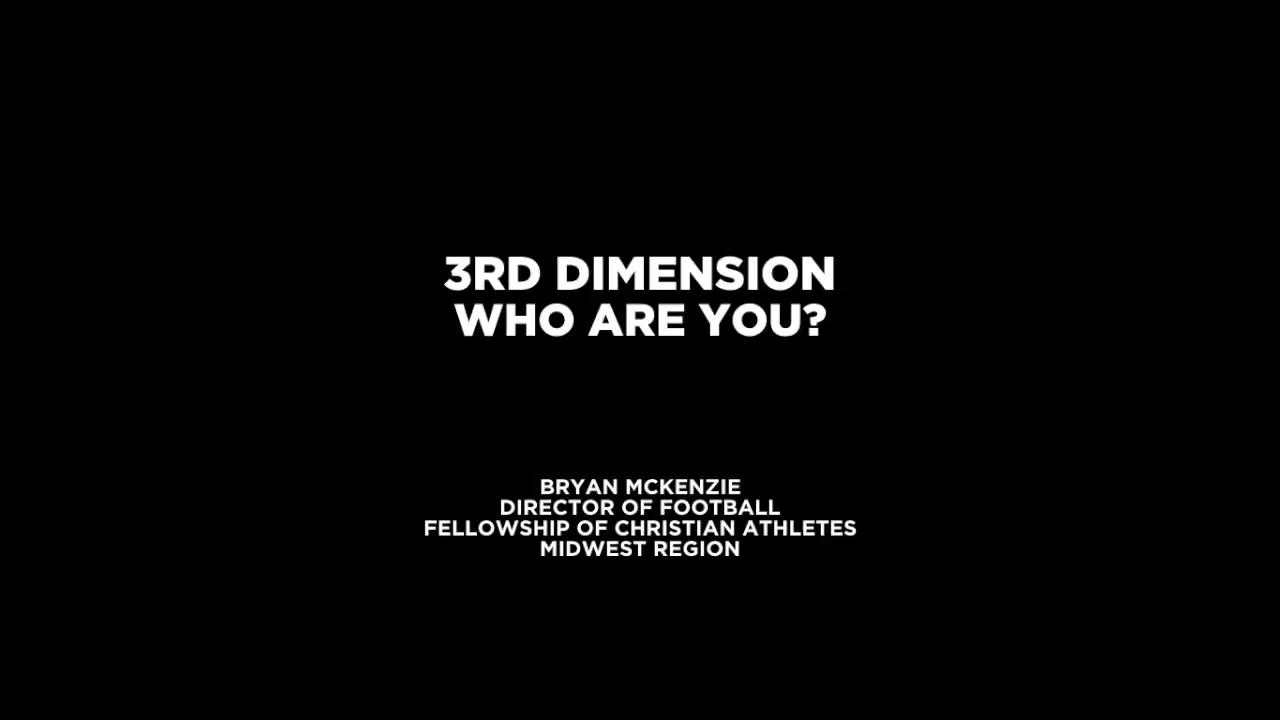 3RD DIMENSION
WHO ARE YOU?
BRYAN MCKENZIE
DIRECTOR OF FOOTBALL
FELLOWSHIP OF CHRISTIAN ATHLETES
MIDWEST REGION